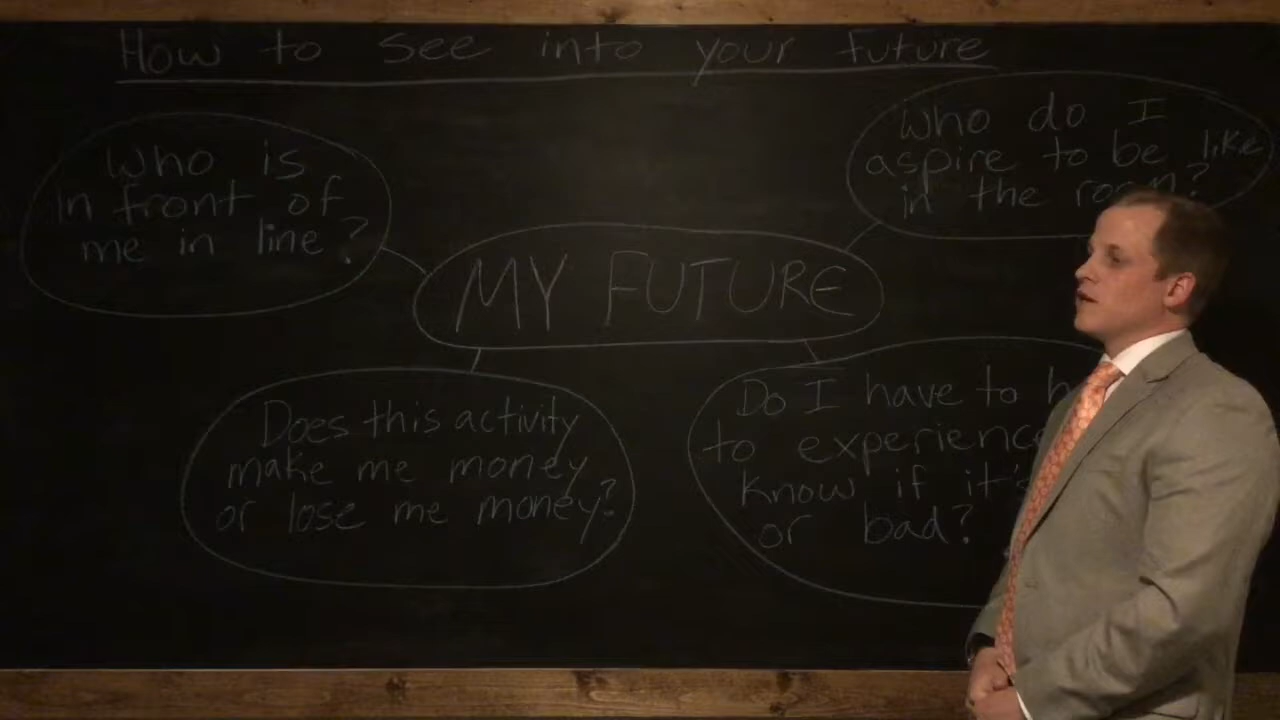 How to see into your future
Who is
in front of
me in line?
Who do I
aspire to be like
in the room?
MY FUTURE
Does this activity
make me money
or lose me money?
Do I have to
to experience
know if it's
or bad?